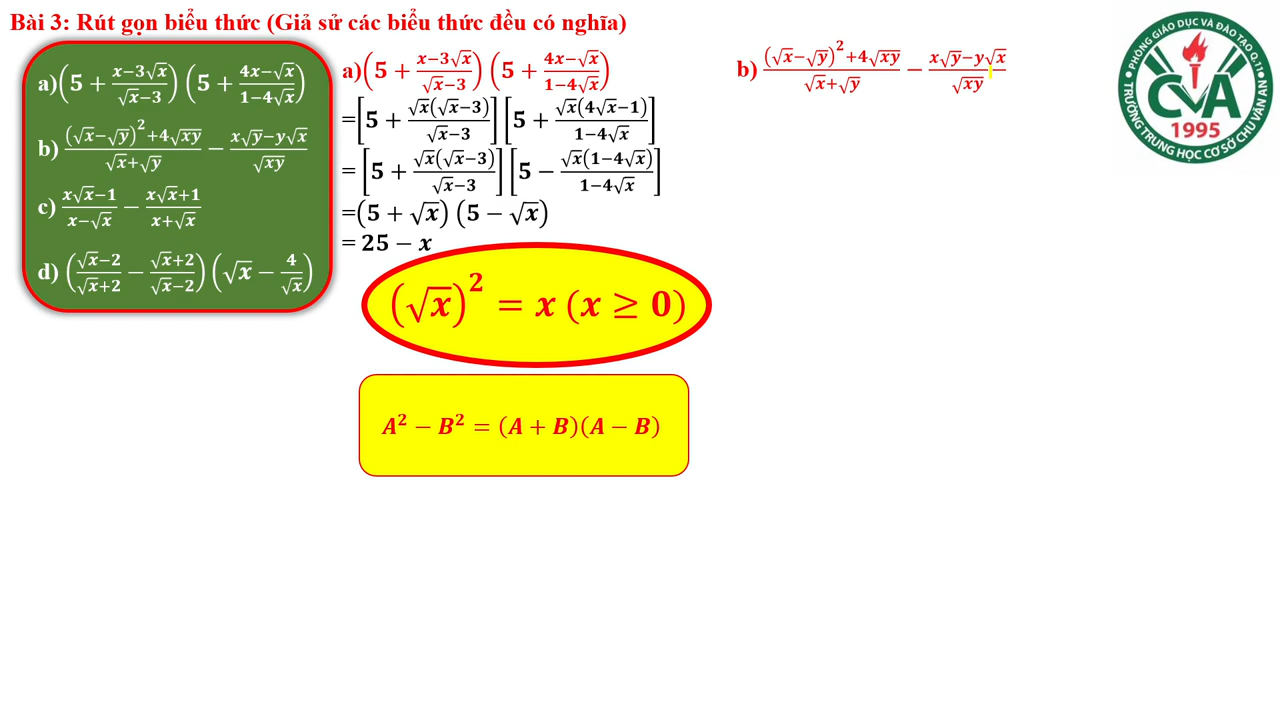 Bài 3: Rút gọn biểu thức (Giả sử các biểu thức đều có nghĩa)
a)(5 + (x−3√x)/(√x−3)) (5 + (4x−√x)/(1−4√x))
b) ((√x−√y)²+4√xy)/(√x+√y) − (x√y−y√x)/√xy
c) (x√x−1)/(x−√x) − (x√x+1)/(x+√x)
d) ((√x−2)/(√x+2) − (√x+2)/(√x−2)) (√x − 4/√x)
a)(5 + (x−3√x)/(√x−3)) (5 + (4x−√x)/(1−4√x))
=[5 + √x(√x−3)/(√x−3)] [5 + √x(4√x−1)/(1−4√x)]
= [5 + √x(√x−3)/(√x−3)] [5 − √x(1−4√x)/(1−4√x)]
=(5 + √x) (5 − √x)
= 25 − x
(√x)² = x (x ≥ 0)
A² − B² = (A + B)(A − B)
b) ((√x−√y)²+4√xy)/(√x+√y) − (x√y−y√x)/√xy
PHÒNG GIÁO DỤC VÀ ĐÀO TẠO Q.11
CVA
1995
TRƯỜNG TRUNG HỌC CƠ SỞ CHU VĂN AN